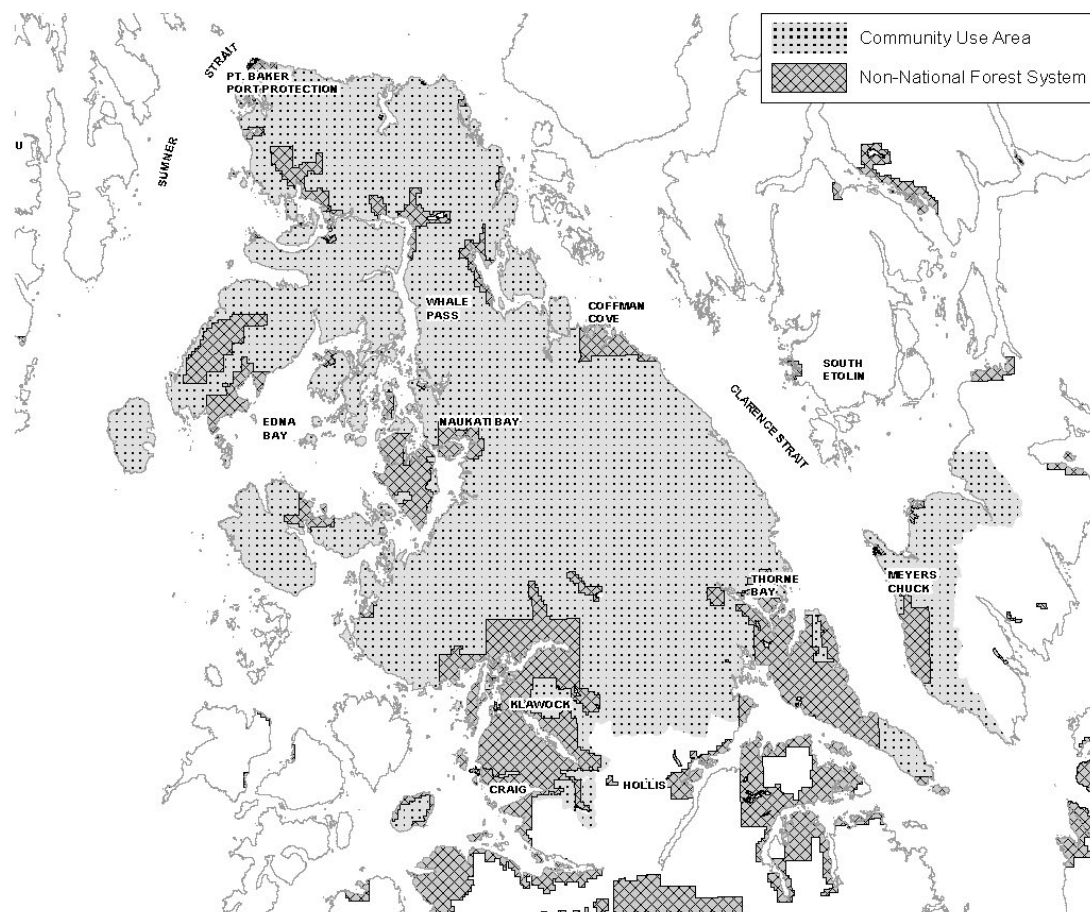 Community Use Area
Non-National Forest System
STRAIT
PT. BAKER
PORT PROTECTION
U
SUMNER
WHALE
PASS
COFFMAN
COVE
SOUTH
ETOLIN
CLARENCE STRAIT
EDNA
BAY
NAUKATI BAY
THORNE
BAY
MEYERS
CHUCK
KLAWOCK
CRAIG
HOLLIS